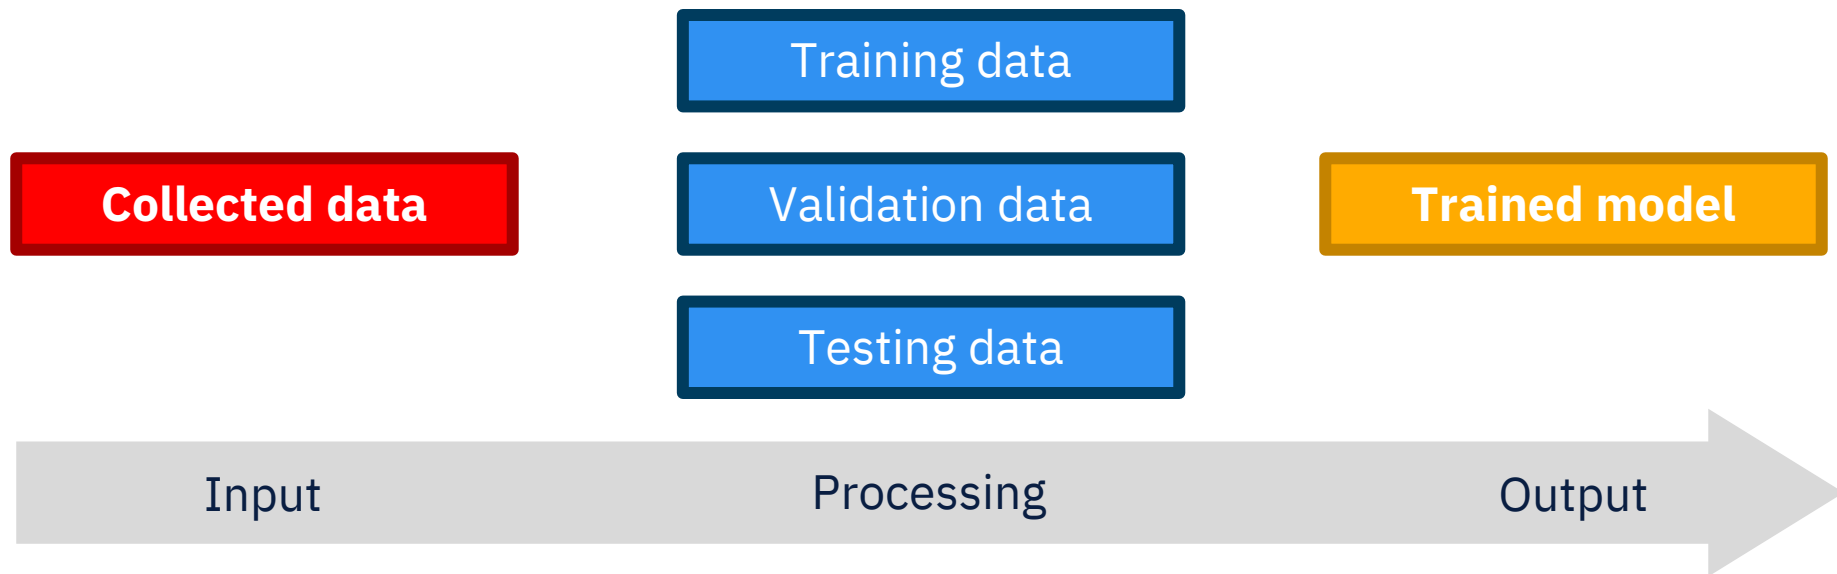 Training data
Collected data
Validation data
Trained model
Testing data
Input
Processing
Output